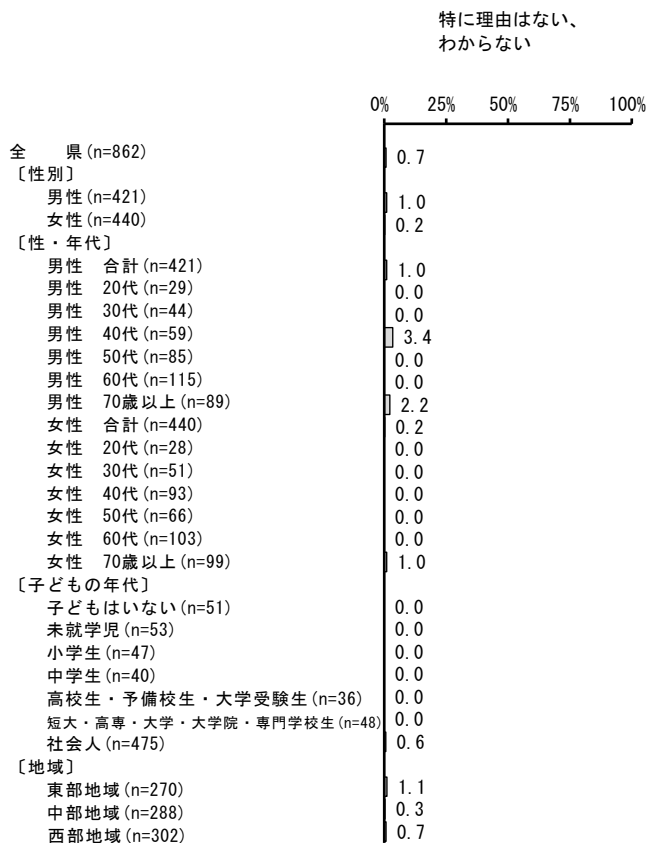 特に理由はない、
わからない
0% 25% 50% 75% 100%
全　県(n=862) 0.7
〔性別〕
男性(n=421) 1.0
女性(n=440) 0.2
〔性・年代〕
男性　合計(n=421) 1.0
男性　20代(n=29) 0.0
男性　30代(n=44) 0.0
男性　40代(n=59) 3.4
男性　50代(n=85) 0.0
男性　60代(n=115) 0.0
男性　70歳以上(n=89) 2.2
女性　合計(n=440) 0.2
女性　20代(n=28) 0.0
女性　30代(n=51) 0.0
女性　40代(n=93) 0.0
女性　50代(n=66) 0.0
女性　60代(n=103) 0.0
女性　70歳以上(n=99) 1.0
〔子どもの年代〕
子どもはいない(n=51) 0.0
未就学児(n=53) 0.0
小学生(n=47) 0.0
中学生(n=40) 0.0
高校生・予備校生・大学受験生(n=36) 0.0
短大・高専・大学・大学院・専門学校生(n=48) 0.0
社会人(n=475) 0.6
〔地域〕
東部地域(n=270) 1.1
中部地域(n=288) 0.3
西部地域(n=302) 0.7